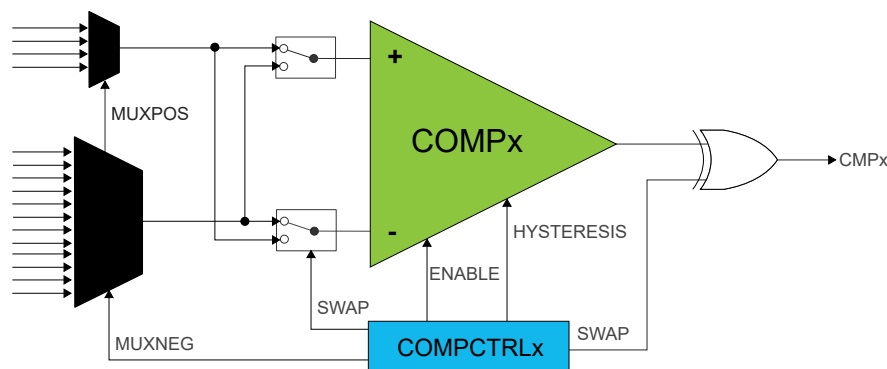 MUXPOS
+
COMPx
CMPx
-
HYSTERESIS
ENABLE
SWAP
SWAP
MUXNEG
COMPCTRLx